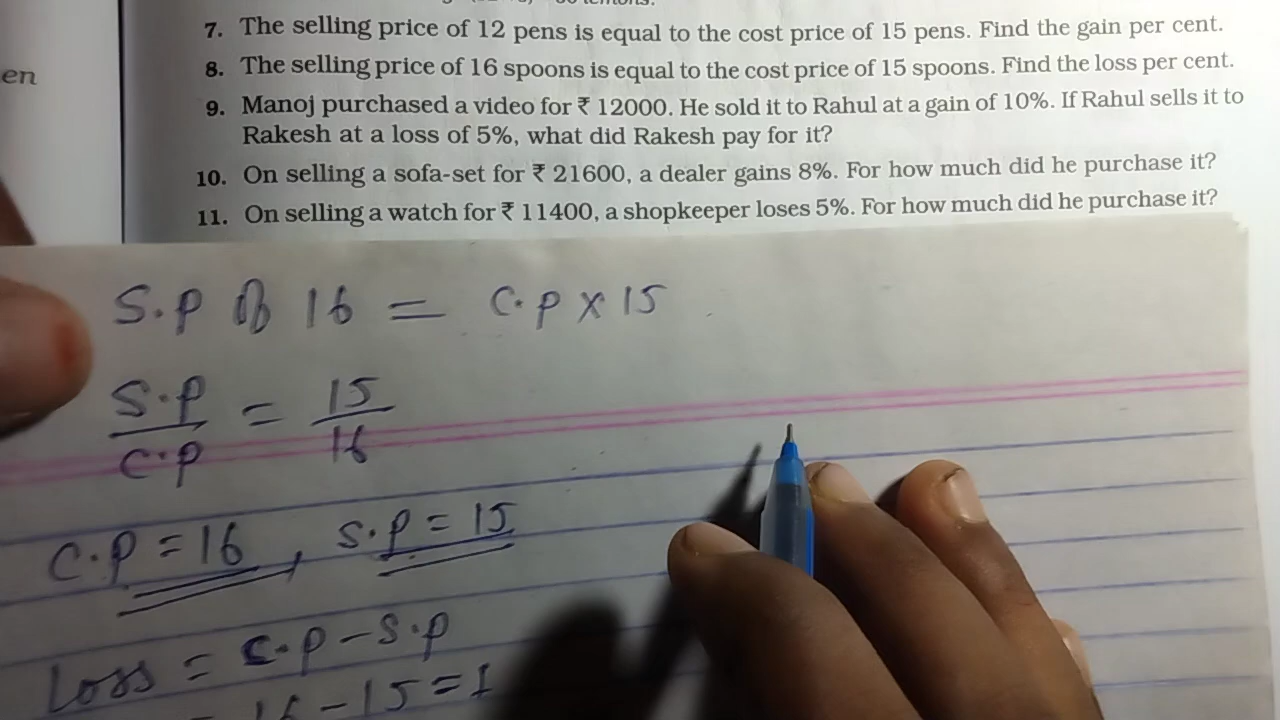 en
7. The selling price of 12 pens is equal to the cost price of 15 pens. Find the gain per cent.
8. The selling price of 16 spoons is equal to the cost price of 15 spoons. Find the loss per cent.
9. Manoj purchased a video for ₹ 12000. He sold it to Rahul at a gain of 10%. If Rahul sells it to
Rakesh at a loss of 5%, what did Rakesh pay for it?
10. On selling a sofa-set for ₹ 21600, a dealer gains 8%. For how much did he purchase it?
11. On selling a watch for ₹ 11400, a shopkeeper loses 5%. For how much did he purchase it?
S.P of 16 = C.P × 15
S.P/C.P = 15/16
C.P = 16, S.P = 15
Loss = C.P - S.P
= 16 - 15 = 1